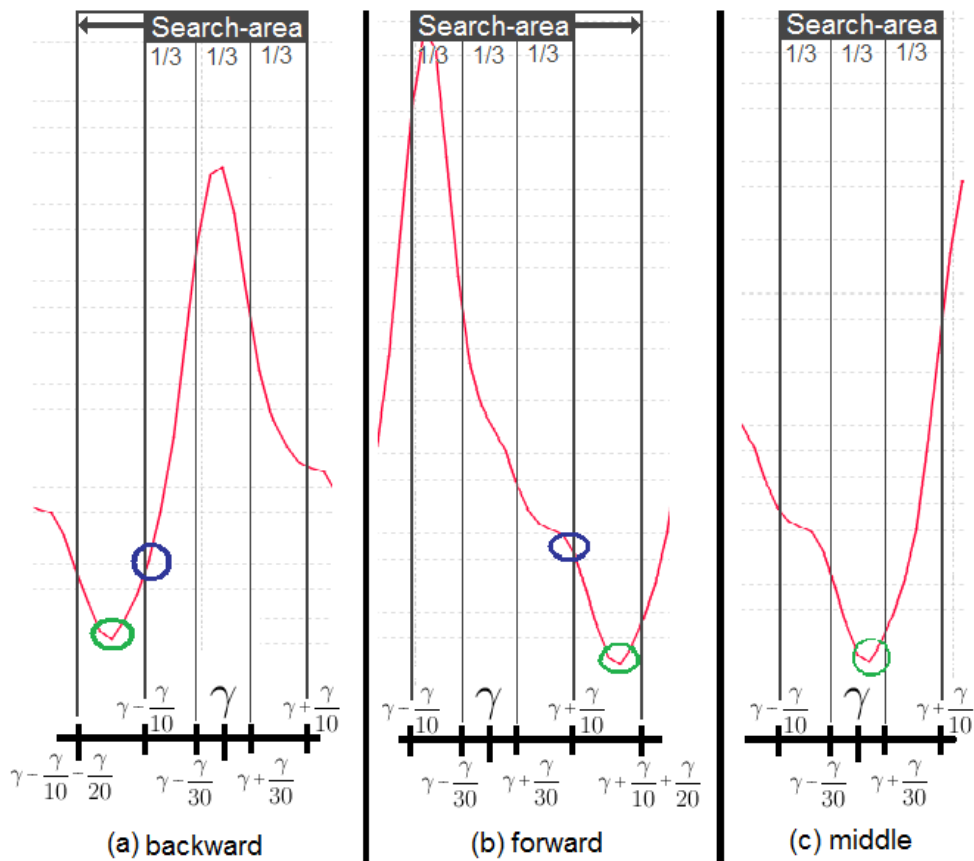 Search-area
1/3 1/3 1/3
γ - γ/10 γ γ + γ/10
γ - γ/10 - γ/20 γ - γ/30 γ + γ/30
(a) backward
Search-area
1/3 1/3 1/3
γ - γ/10 γ γ + γ/10
γ - γ/30 γ + γ/30 γ + γ/10 + γ/20
(b) forward
Search-area
1/3 1/3 1/3
γ - γ/10 γ γ + γ/10
γ - γ/30 γ + γ/30
(c) middle